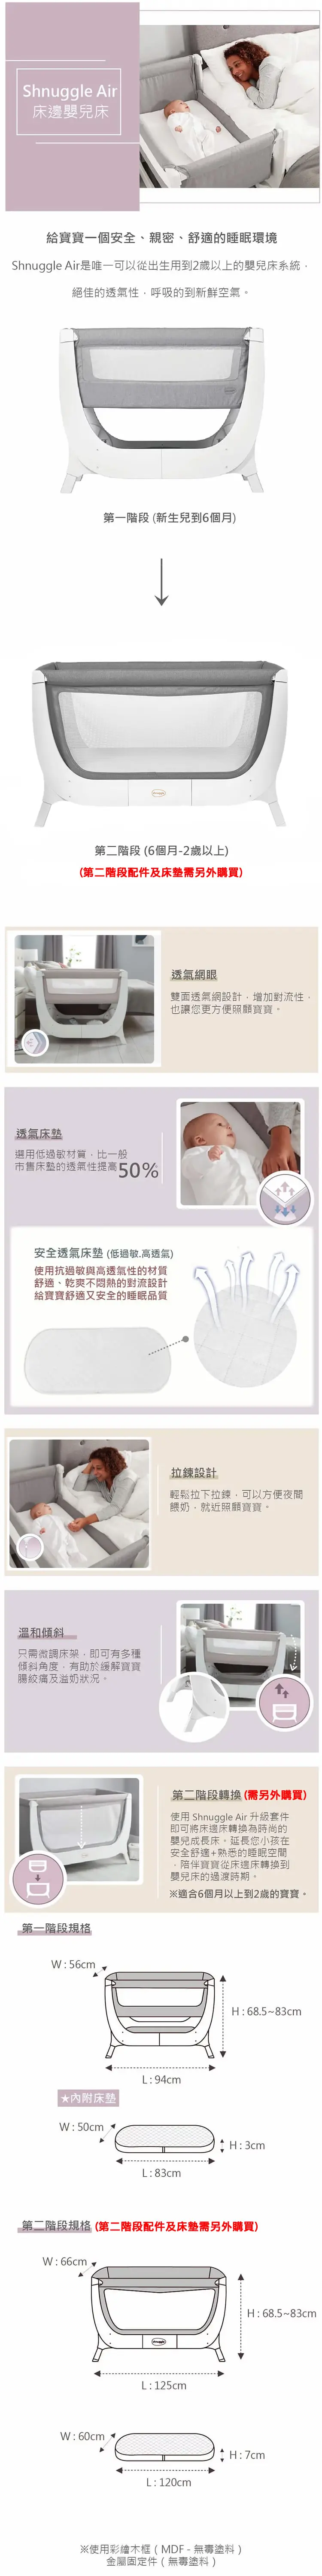 Shnuggle Air
床邊嬰兒床
給寶寶一個安全、親密、舒適的睡眠環境
Shnuggle Air是唯一可以從出生用到2歲以上的嬰兒床系統，
絕佳的透氣性，呼吸的到新鮮空氣。
第一階段 (新生兒到6個月)
第二階段 (6個月-2歲以上)
(第二階段配件及床墊需另外購買)
透氣網眼
雙面透氣網設計，增加對流性，
也讓您更方便照顧寶寶。
透氣床墊
選用低過敏材質，比一般
市售床墊的透氣性提高50%
安全透氣床墊 (低過敏.高透氣)
使用抗過敏與高透氣性的材質
舒適、乾爽不悶熱的對流設計
給寶寶舒適又安全的睡眠品質
拉鍊設計
輕鬆拉下拉鍊，可以方便夜間
餵奶，就近照顧寶寶。
溫和傾斜
只需微調床架，即可有多種
傾斜角度，有助於緩解寶寶
腸絞痛及溢奶狀況。
第二階段轉換 (需另外購買)
使用 Shnuggle Air 升級套件
即可將床邊床轉換為時尚的
嬰兒成長床。延長您小孩在
安全舒適+熟悉的睡眠空間
，陪伴寶寶從床邊床轉換到
嬰兒床的過渡時期。
※適合6個月以上到2歲的寶寶。
第一階段規格
W : 56cm
H : 68.5~83cm
L : 94cm
★內附床墊
W : 50cm
H : 3cm
L : 83cm
第二階段規格 (第二階段配件及床墊需另外購買)
W : 66cm
H : 68.5~83cm
L : 125cm
W : 60cm
H : 7cm
L : 120cm
※使用彩繪木框 ( MDF - 無毒塗料 )
金屬固定件 ( 無毒塗料 )